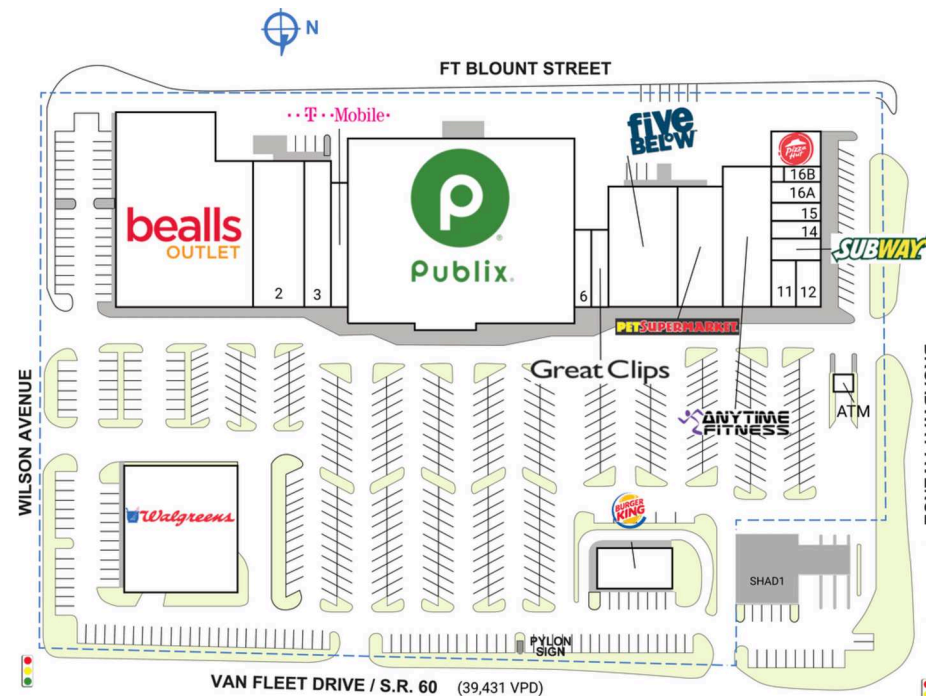 N
FT BLOUNT STREET
T Mobile
five BELOW
Pizza Hut
16B
16A
15
14
SUBWAY
bealls
OUTLET
P
Publix
2
3
6
11
12
PET SUPERMARKET
Great Clips
ANYTIME
FITNESS
ATM
WILSON AVENUE
Walgreens
BURGER
KING
SHAD1
PYLON
SIGN
VAN FLEET DRIVE / S.R. 60 (39,431 VPD)